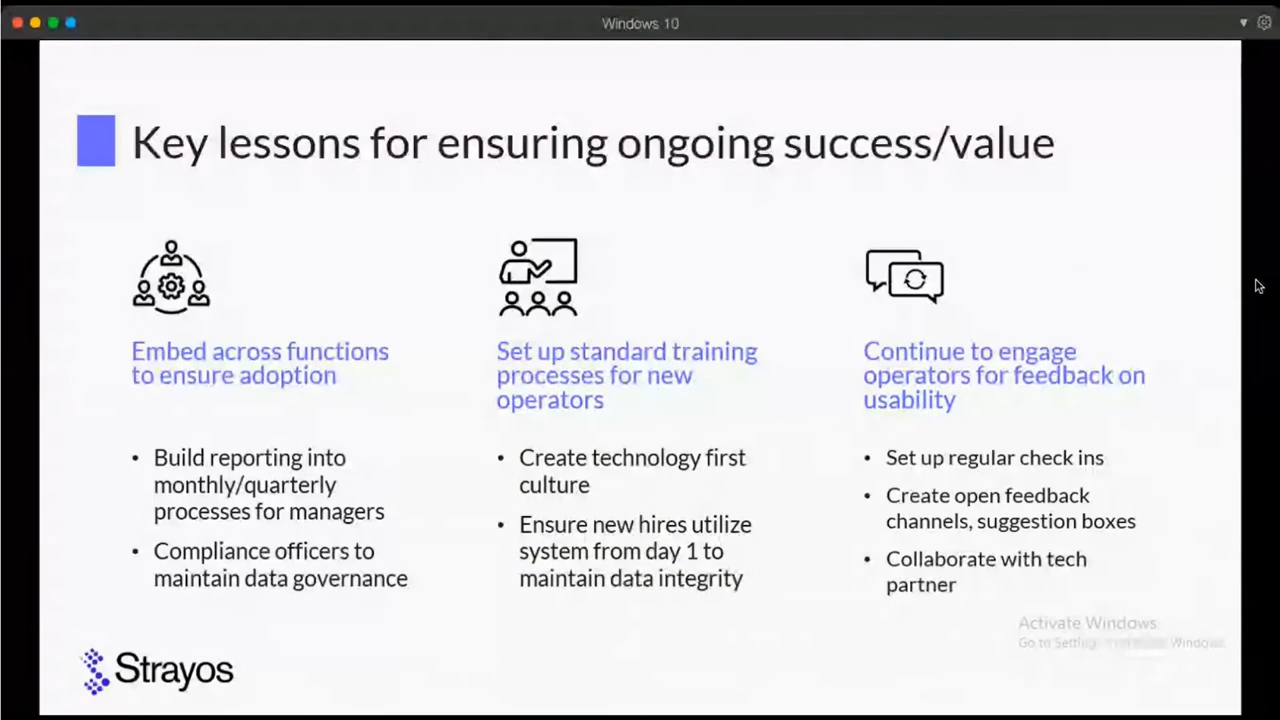 Windows 10
Key lessons for ensuring ongoing success/value
Embed across functions
to ensure adoption
• Build reporting into
monthly/quarterly
processes for managers
• Compliance officers to
maintain data governance
Set up standard training
processes for new
operators
• Create technology first
culture
• Ensure new hires utilize
system from day 1 to
maintain data integrity
Continue to engage
operators for feedback on
usability
• Set up regular check ins
• Create open feedback
channels, suggestion boxes
• Collaborate with tech
partner
Activate Windows
Go to Windows
Strayos